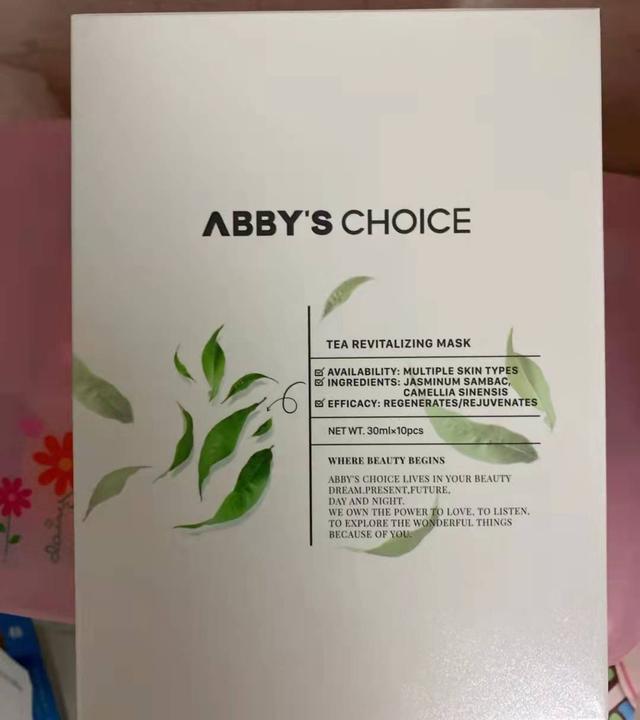 ABBY'S CHOICE
TEA REVITALIZING MASK
AVAILABILITY: MULTIPLE SKIN TYPES
INGREDIENTS: JASMINUM SAMBAC,
CAMELLIA SINENSIS
EFFICACY: REGENERATES/REJUVENATES
NET WT. 30ml×10pcs
WHERE BEAUTY BEGINS
ABBY'S CHOICE LIVES IN YOUR BEAUTY
DREAM.PRESENT,FUTURE,
DAY AND NIGHT.
WE OWN THE POWER TO LOVE, TO LISTEN,
TO EXPLORE THE WONDERFUL THINGS
BECAUSE OF YOU.
daisy